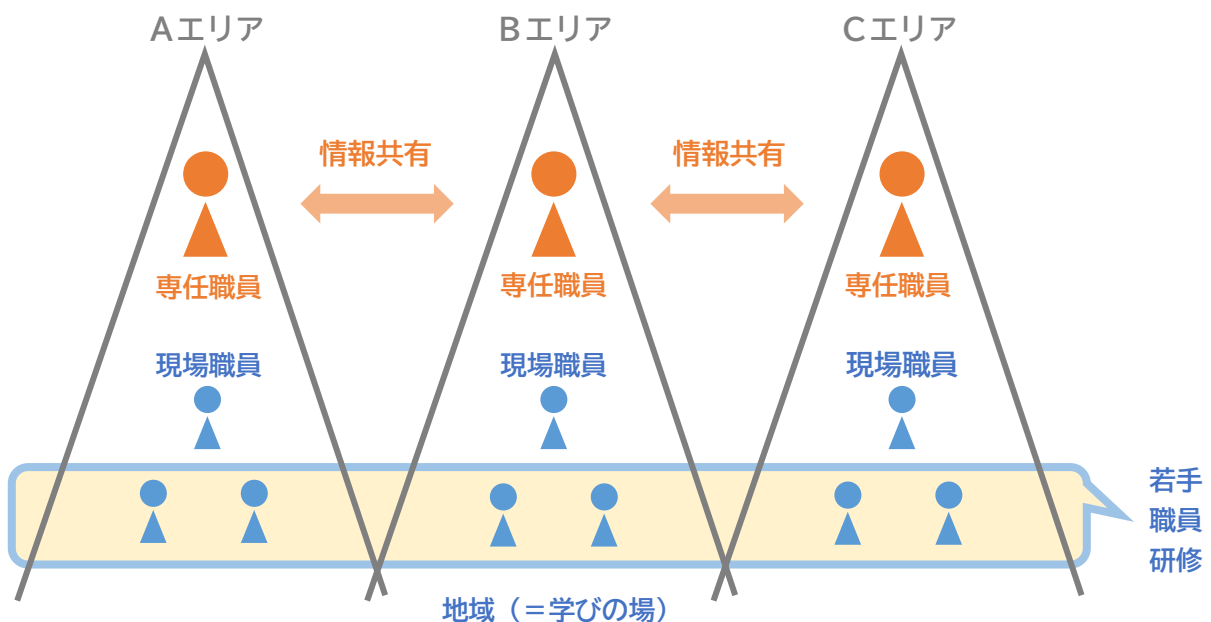 Aエリア
Bエリア
Cエリア
情報共有
情報共有
専任職員
専任職員
専任職員
現場職員
現場職員
現場職員
若手
職員
研修
地域（＝学びの場）